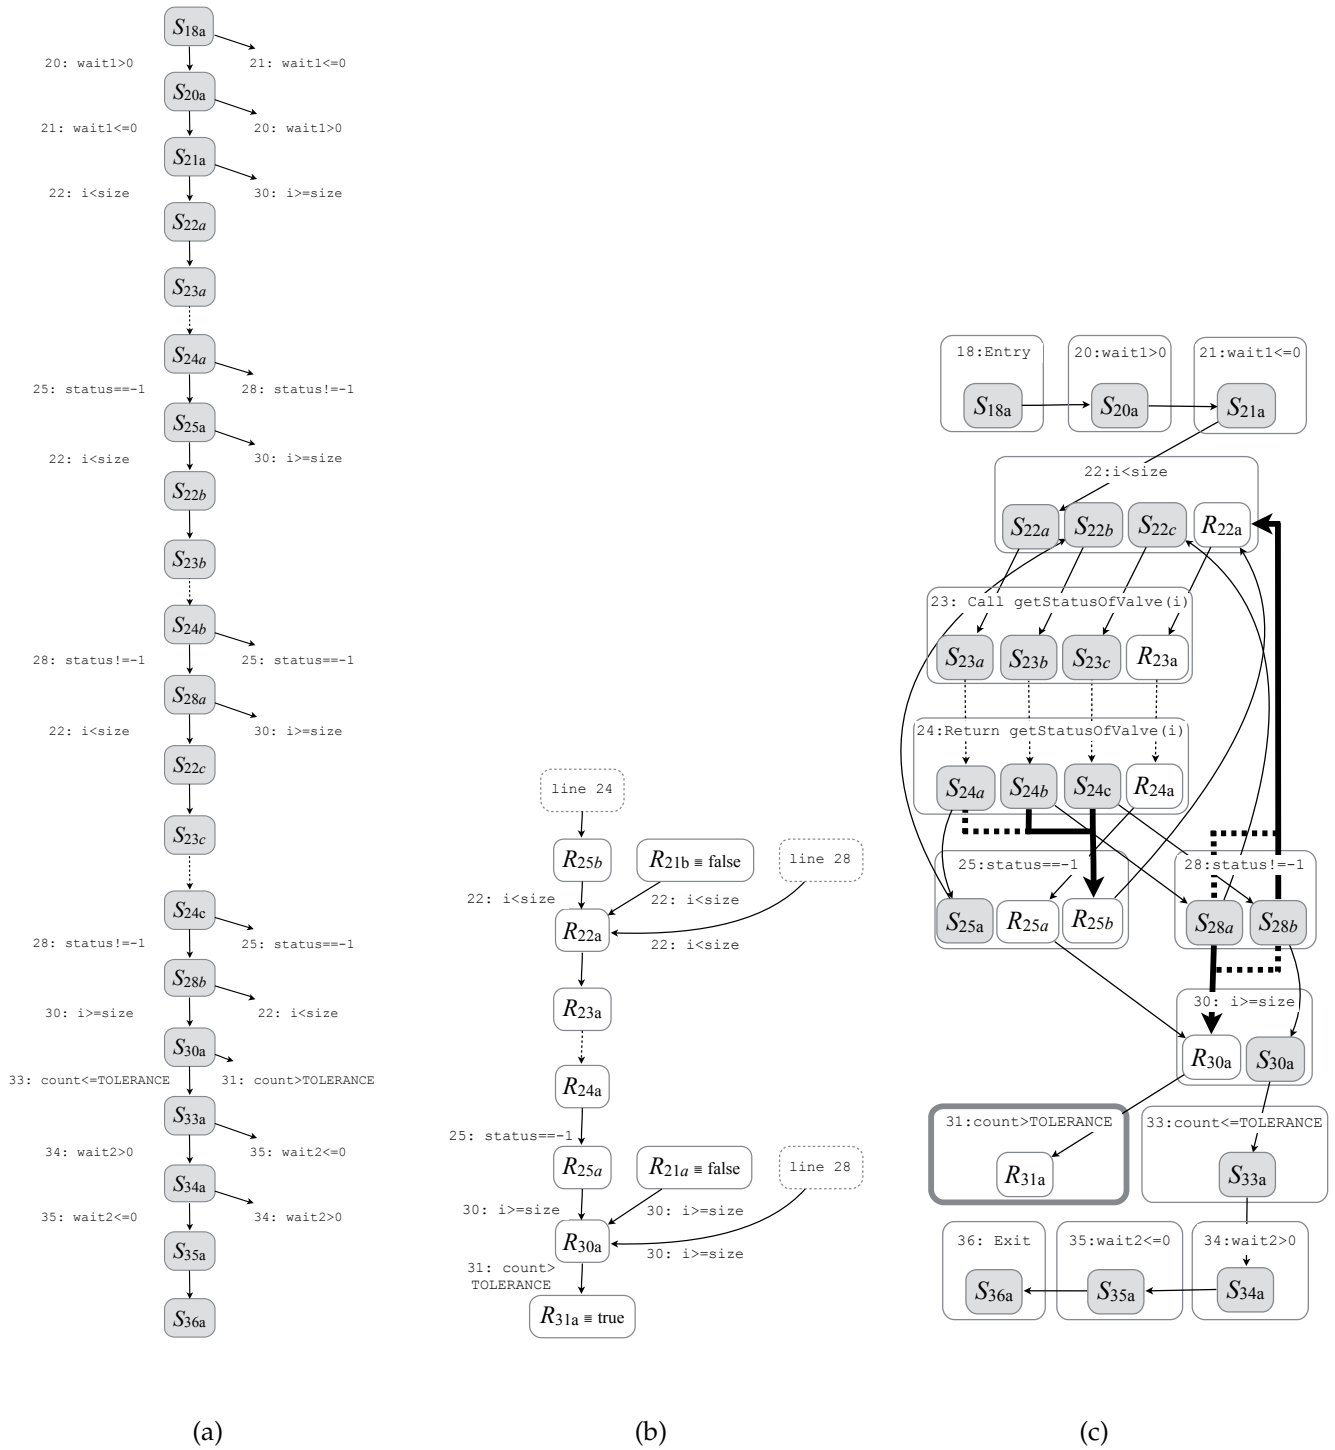 S18a
20: wait1>0
21: wait1<=0
S20a
21: wait1<=0
20: wait1>0
S21a
22: i<size
30: i>=size
S22a
S23a
S24a
25: status==-1
28: status!=-1
S25a
22: i<size
30: i>=size
S22b
S23b
S24b
28: status!=-1
25: status==-1
S28a
22: i<size
30: i>=size
S22c
S23c
S24c
28: status!=-1
25: status==-1
S28b
30: i>=size
22: i<size
S30a
33: count<=TOLERANCE
31: count>TOLERANCE
S33a
34: wait2>0
35: wait2<=0
S34a
35: wait2<=0
34: wait2>0
S35a
S36a
(a)
line 24
R25b
R21b ≡ false
line 28
22: i<size
22: i<size
R22a
22: i<size
R23a
R24a
25: status==-1
R25a
R21a ≡ false
line 28
30: i>=size
30: i>=size
R30a
30: i>=size
31: count>
TOLERANCE
R31a ≡ true
(b)
18:Entry
20:wait1>0
21:wait1<=0
S18a
S20a
S21a
22:i<size
S22a
S22b
S22c
R22a
23: Call getStatusOfValve(i)
S23a
S23b
S23c
R23a
24:Return getStatusOfValve(i)
S24a
S24b
S24c
R24a
25:status==-1
28:status!=-1
S25a
R25a
R25b
S28a
S28b
30: i>=size
R30a
S30a
31:count>TOLERANCE
33:count<=TOLERANCE
R31a
S33a
36: Exit
35:wait2<=0
34:wait2>0
S36a
S35a
S34a
(c)